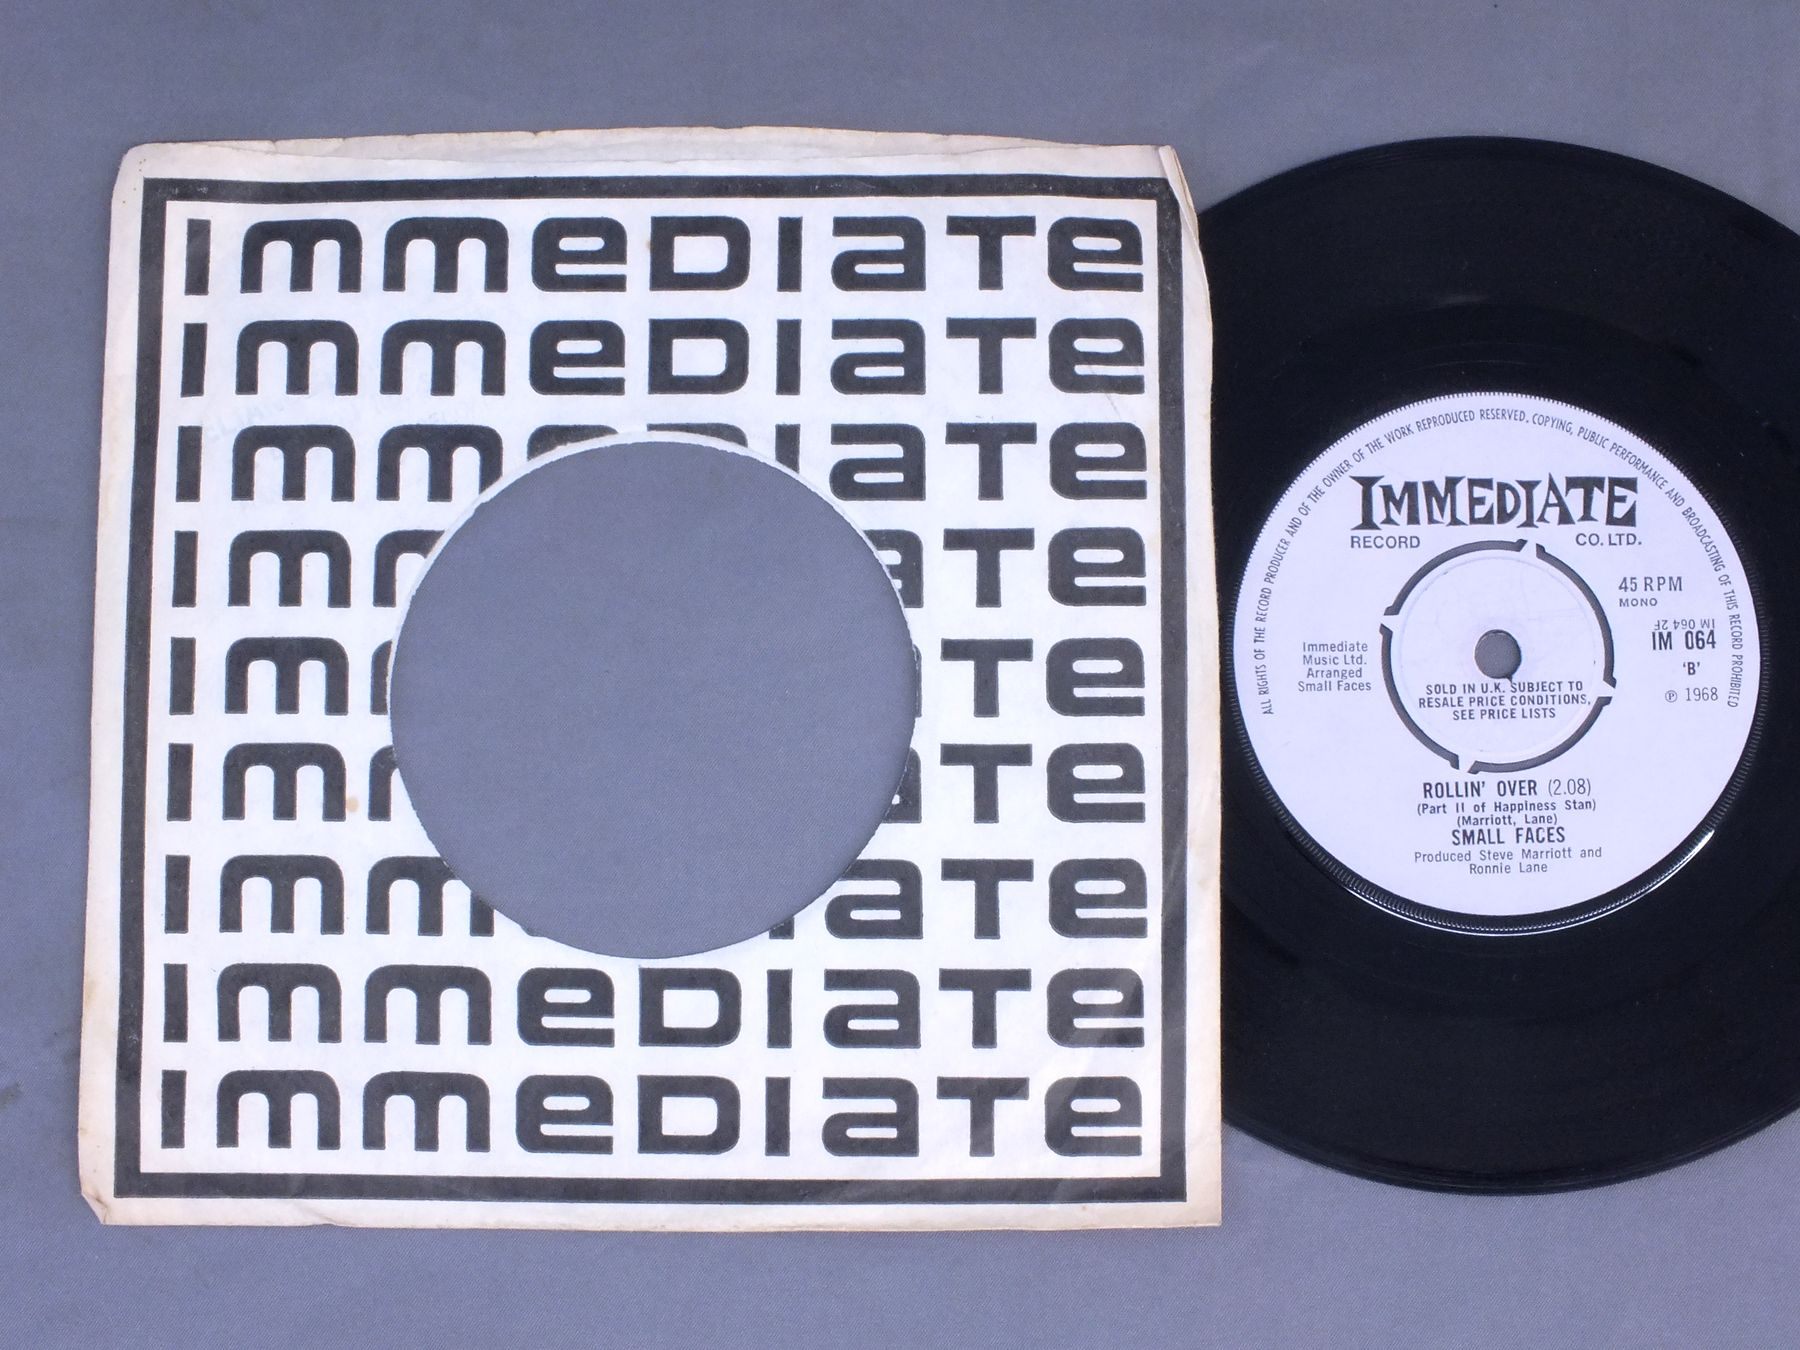 Immediate
Immediate
Immediate
Immediate
Immediate
Immediate
Immediate
Immediate
Immediate
ALL RIGHTS OF THE RECORD PRODUCER AND OF THE OWNER OF THE WORK REPRODUCED RESERVED. COPYING, PUBLIC PERFORMANCE AND BROADCASTING OF THIS RECORD PROHIBITED
IMMEDIATE
RECORD CO. LTD.
45 RPM
MONO
IM 064 2F
IM 064
'B'
℗ 1968
Immediate
Music Ltd.
Arranged
Small Faces
SOLD IN U.K. SUBJECT TO
RESALE PRICE CONDITIONS,
SEE PRICE LISTS
ROLLIN' OVER (2.08)
(Part II of Happiness Stan)
(Marriott, Lane)
SMALL FACES
Produced Steve Marriott and
Ronnie Lane